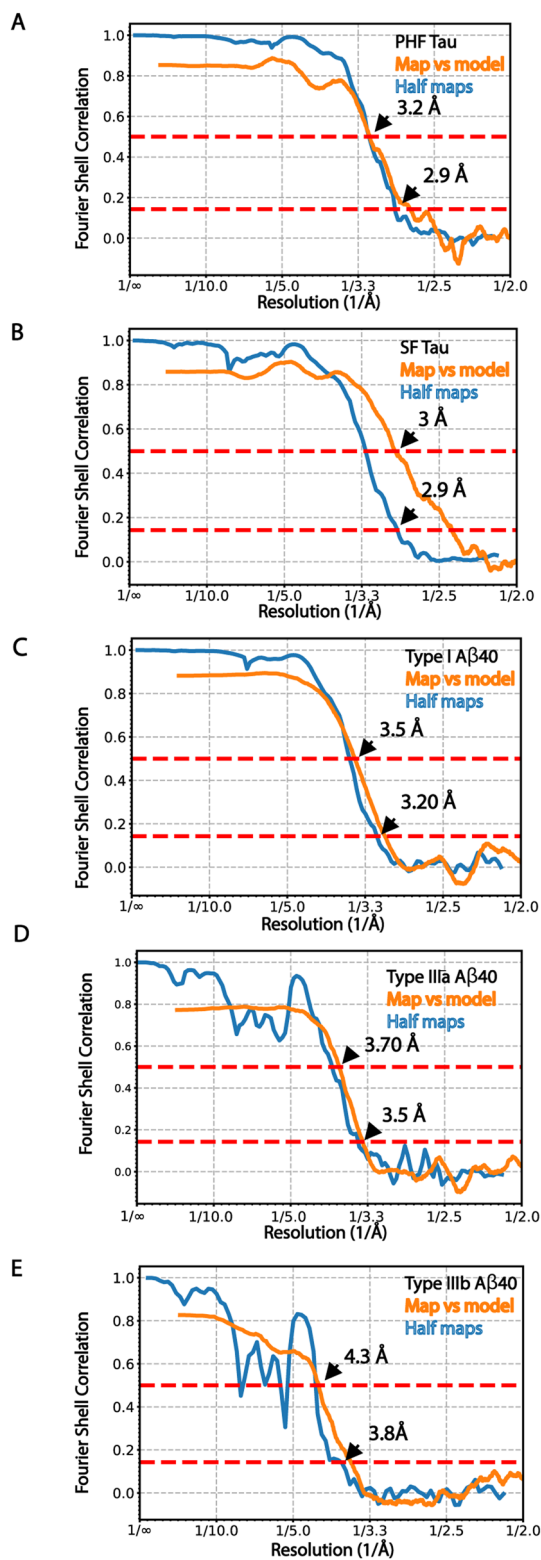 A
PHF Tau
Map vs model
Half maps
3.2 Å
2.9 Å
1.0
0.8
0.6
0.4
0.2
0.0
Fourier Shell Correlation
1/∞ 1/10.0 1/5.0 1/3.3 1/2.5 1/2.0
Resolution (1/Å)
B
SF Tau
Map vs model
Half maps
3 Å
2.9 Å
1.0
0.8
0.6
0.4
0.2
0.0
Fourier Shell Correlation
1/∞ 1/10.0 1/5.0 1/3.3 1/2.5 1/2.0
Resolution (1/Å)
C
Type I Aβ40
Map vs model
Half maps
3.5 Å
3.20 Å
1.0
0.8
0.6
0.4
0.2
0.0
Fourier Shell Correlation
1/∞ 1/10.0 1/5.0 1/3.3 1/2.5 1/2.0
Resolution (1/Å)
D
Type IIIa Aβ40
Map vs model
Half maps
3.70 Å
3.5 Å
1.0
0.8
0.6
0.4
0.2
0.0
Fourier Shell Correlation
1/∞ 1/10.0 1/5.0 1/3.3 1/2.5 1/2.0
Resolution (1/Å)
E
Type IIIb Aβ40
Map vs model
Half maps
4.3 Å
3.8Å
1.0
0.8
0.6
0.4
0.2
0.0
Fourier Shell Correlation
1/∞ 1/10.0 1/5.0 1/3.3 1/2.5 1/2.0
Resolution (1/Å)